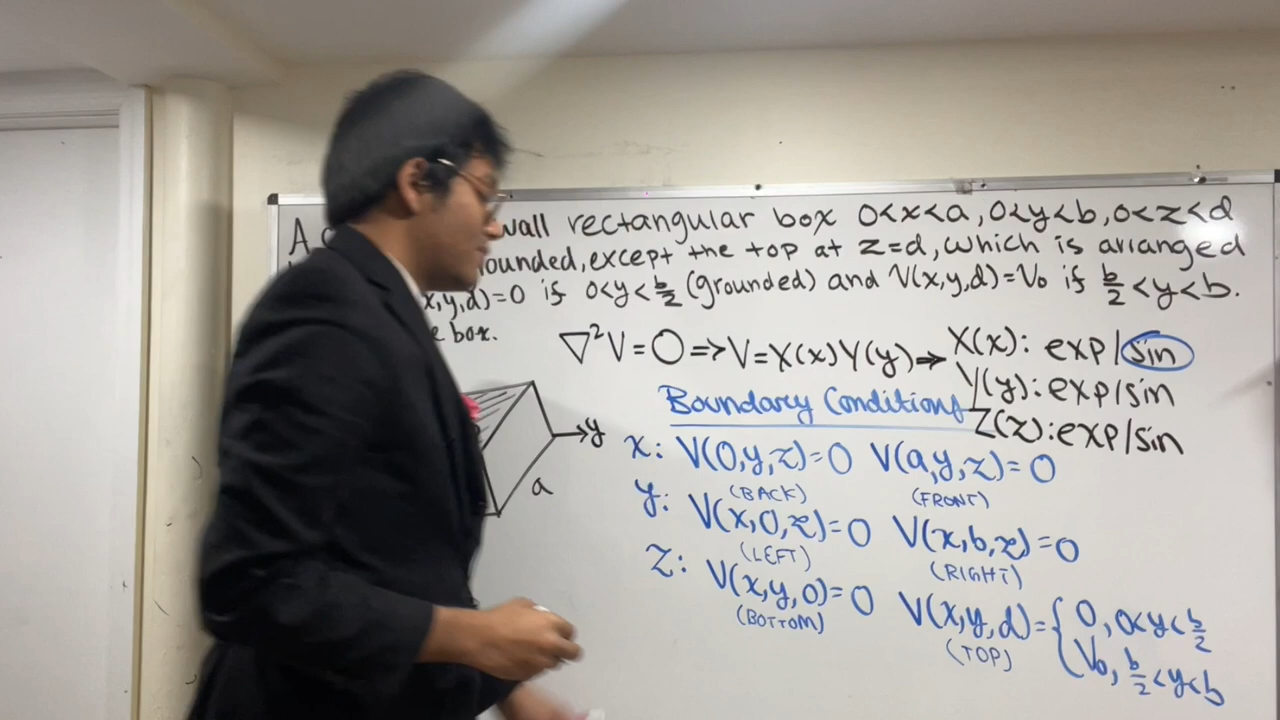 wall rectangular box 0<x<a, 0<y<b, 0<z<d
ounded, except the top at z=d, which is arranged
x,y,d)=0 if 0<y<b/2 (grounded) and V(x,y,d)=V₀ if b/2<y<b.
e box.
∇²V=0=>V=X(x)Y(y)→ X(x): exp/sin
Y(y): exp/sin
Z(z): exp/sin
Boundary Conditions
x: V(0,y,z)=0 V(a,y,z)=0
(BACK) (FRONT)
y: V(x,0,z)=0 V(x,b,z)=0
(LEFT) (RIGHT)
z: V(x,y,0)=0 V(x,y,d)={0, 0<y<b/2
V₀, b/2<y<b
(BOTTOM) (TOP)
y
a